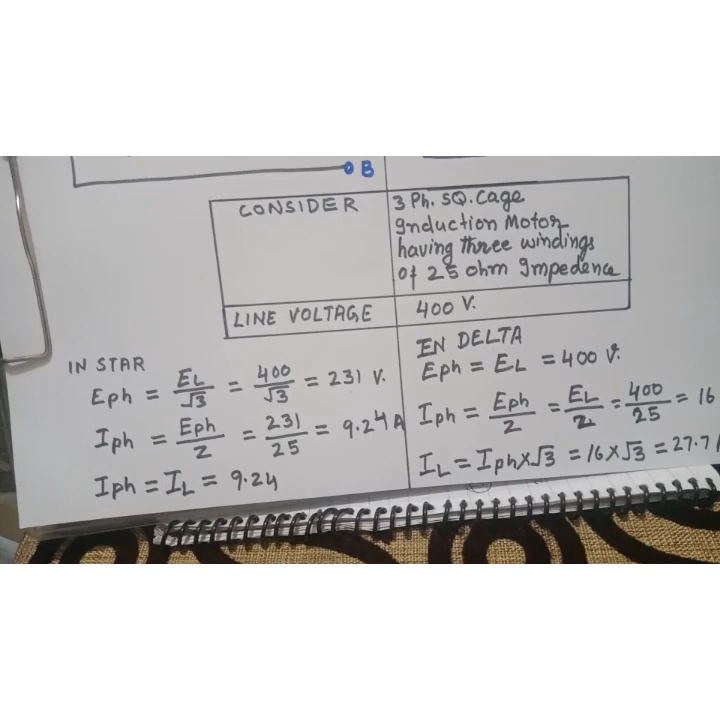 B
CONSIDER
3 Ph. SQ. Cage
Induction Motor
having three windings
of 25 ohm Impedence
LINE VOLTAGE
400 V.
IN STAR
Eph = EL/√3 = 400/√3 = 231 V.
Iph = Eph/Z = 231/25 = 9.24A
Iph = IL = 9.24
EN DELTA
Eph = EL = 400 V.
Iph = Eph/Z = EL/Z = 400/25 = 16
IL = Iph×√3 = 16×√3 = 27.7